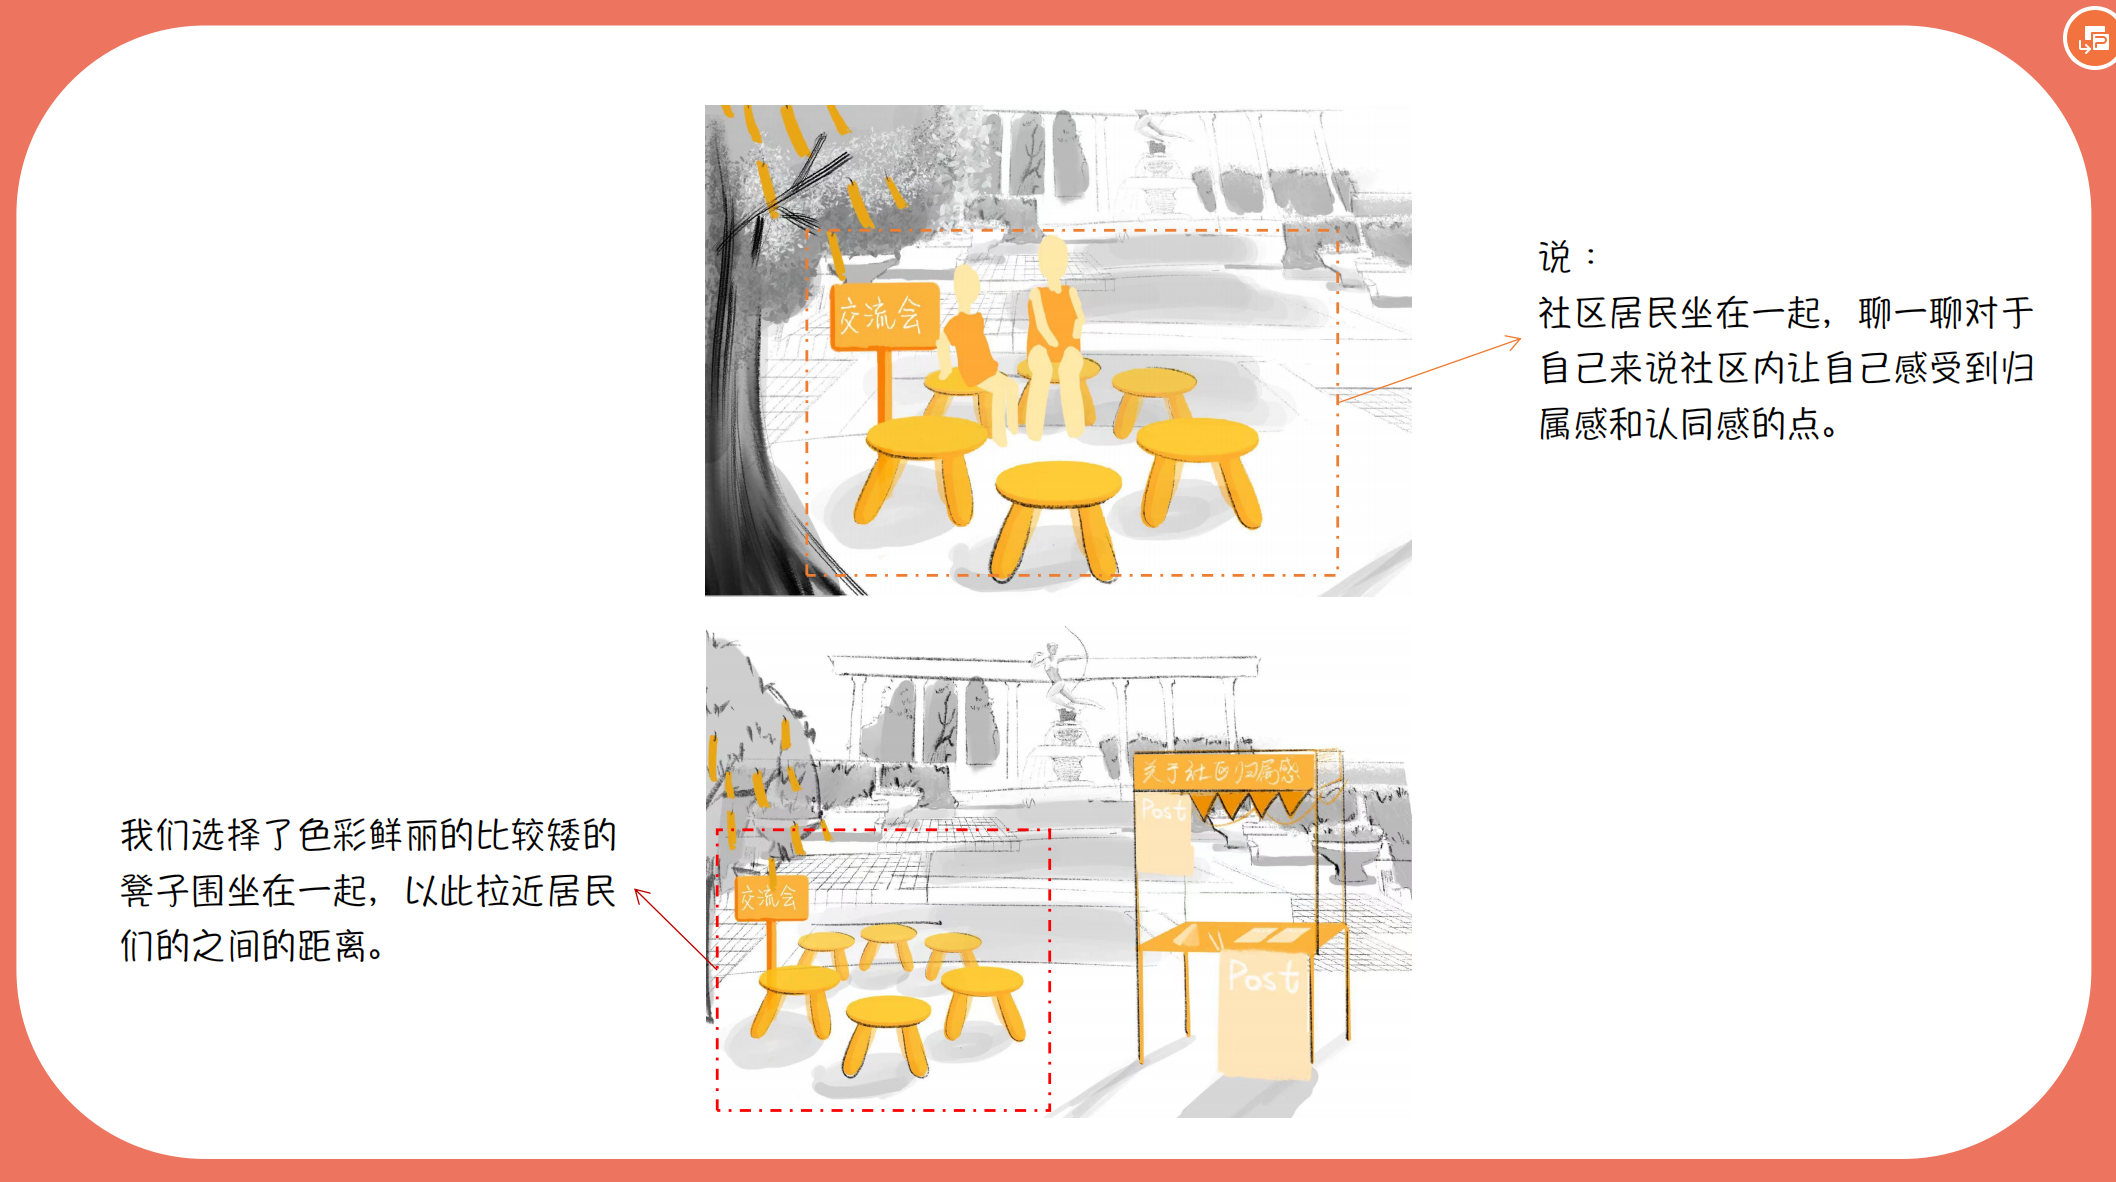 交流会
说：
社区居民坐在一起，聊一聊对于
自己来说社区内让自己感受到归
属感和认同感的点。
关于社区归属感
Post
我们选择了色彩鲜丽的比较矮的
凳子围坐在一起，以此拉近居民
们的之间的距离。
交流会
Post